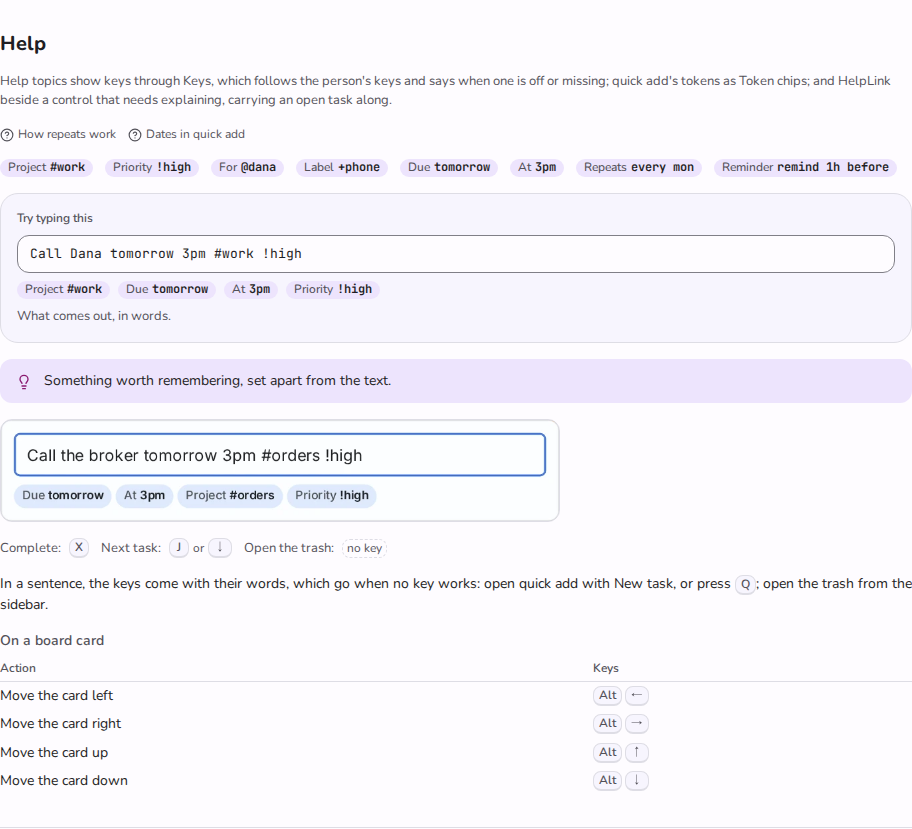 Help
Help topics show keys through Keys, which follows the person's keys and says when one is off or missing; quick add's tokens as Token chips; and HelpLink
beside a control that needs explaining, carrying an open task along.
How repeats work Dates in quick add
Project #work Priority !high For @dana Label +phone Due tomorrow At 3pm Repeats every mon Reminder remind 1h before
Try typing this
Call Dana tomorrow 3pm #work !high
Project #work Due tomorrow At 3pm Priority !high
What comes out, in words.
Something worth remembering, set apart from the text.
Call the broker tomorrow 3pm #orders !high
Due tomorrow At 3pm Project #orders Priority !high
Complete: X Next task: J or ↓ Open the trash: no key
In a sentence, the keys come with their words, which go when no key works: open quick add with New task, or press Q; open the trash from the
sidebar.
On a board card
Action Keys
Move the card left Alt ←
Move the card right Alt →
Move the card up Alt ↑
Move the card down Alt ↓